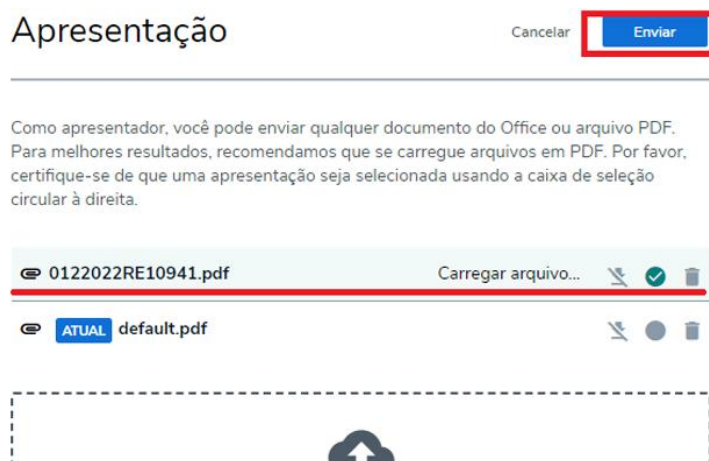 Apresentação Cancelar Enviar
Como apresentador, você pode enviar qualquer documento do Office ou arquivo PDF.
Para melhores resultados, recomendamos que se carregue arquivos em PDF. Por favor,
certifique-se de que uma apresentação seja selecionada usando a caixa de seleção
circular à direita.
0122022RE10941.pdf Carregar arquivo...
ATUAL default.pdf